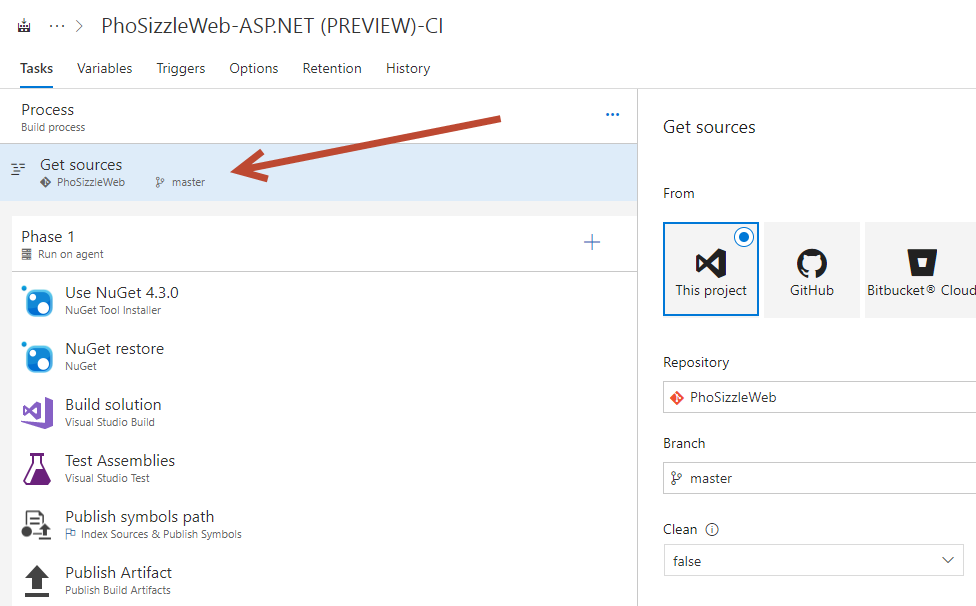 ··· > PhoSizzleWeb-ASP.NET (PREVIEW)-CI
Tasks Variables Triggers Options Retention History
Process
Build process
Get sources
PhoSizzleWeb master
Phase 1
Run on agent
Use NuGet 4.3.0
NuGet Tool Installer
NuGet restore
NuGet
Build solution
Visual Studio Build
Test Assemblies
Visual Studio Test
Publish symbols path
Index Sources & Publish Symbols
Publish Artifact
Publish Build Artifacts
Get sources
From
This project GitHub Bitbucket® Cloud
Repository
PhoSizzleWeb
Branch
master
Clean
false